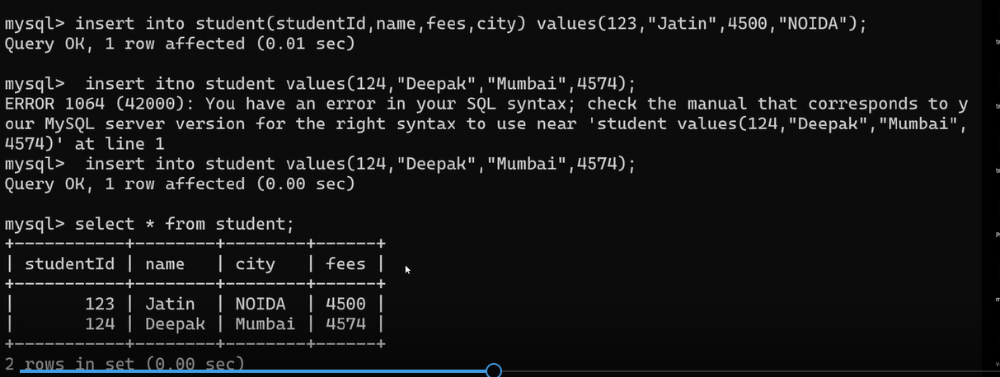 mysql> insert into student(studentId,name,fees,city) values(123,"Jatin",4500,"NOIDA");
Query OK, 1 row affected (0.01 sec)
mysql>  insert itno student values(124,"Deepak","Mumbai",4574);
ERROR 1064 (42000): You have an error in your SQL syntax; check the manual that corresponds to y
our MySQL server version for the right syntax to use near 'student values(124,"Deepak","Mumbai",
4574)' at line 1
mysql>  insert into student values(124,"Deepak","Mumbai",4574);
Query OK, 1 row affected (0.00 sec)
mysql> select * from student;
+-----------+--------+--------+------+
| studentId | name   | city   | fees |
+-----------+--------+--------+------+
|       123 | Jatin  | NOIDA  | 4500 |
|       124 | Deepak | Mumbai | 4574 |
+-----------+--------+--------+------+
2 rows in set (0.00 sec)